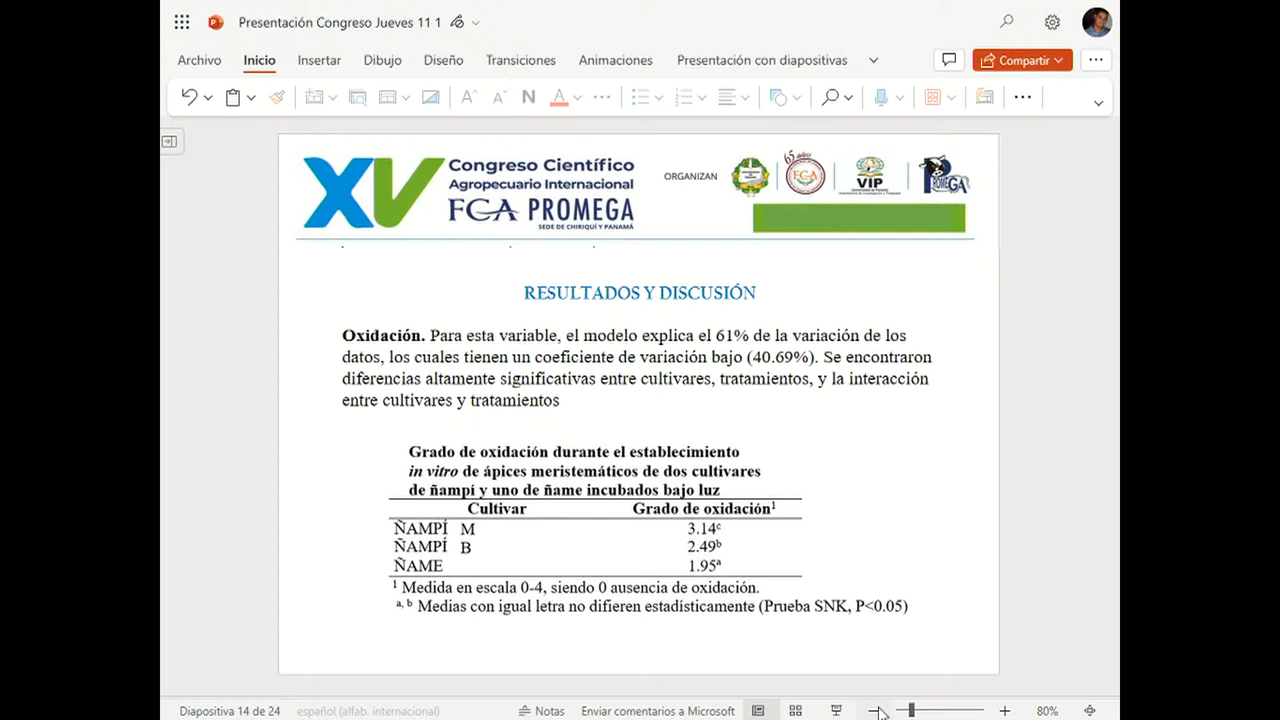 Presentación Congreso Jueves 11 1
Archivo Inicio Insertar Dibujo Diseño Transiciones Animaciones Presentación con diapositivas Compartir
N A
XV Congreso Científico
Agropecuario Internacional
FCA PROMEGA
SEDE DE CHIRIQUÍ Y PANAMÁ
ORGANIZAN
65 años
FCA
VIP
PROMEGA
RESULTADOS Y DISCUSIÓN
Oxidación. Para esta variable, el modelo explica el 61% de la variación de los
datos, los cuales tienen un coeficiente de variación bajo (40.69%). Se encontraron
diferencias altamente significativas entre cultivares, tratamientos, y la interacción
entre cultivares y tratamientos
Grado de oxidación durante el establecimiento
in vitro de ápices meristemáticos de dos cultivares
de ñampí y uno de ñame incubados bajo luz
Cultivar Grado de oxidación¹
ÑAMPÍ M 3.14ᶜ
ÑAMPÍ B 2.49ᵇ
ÑAME 1.95ᵃ
¹ Medida en escala 0-4, siendo 0 ausencia de oxidación.
ᵃ, ᵇ Medias con igual letra no difieren estadísticamente (Prueba SNK, P<0.05)
Diapositiva 14 de 24 español (alfab. internacional) Notas Enviar comentarios a Microsoft 80%